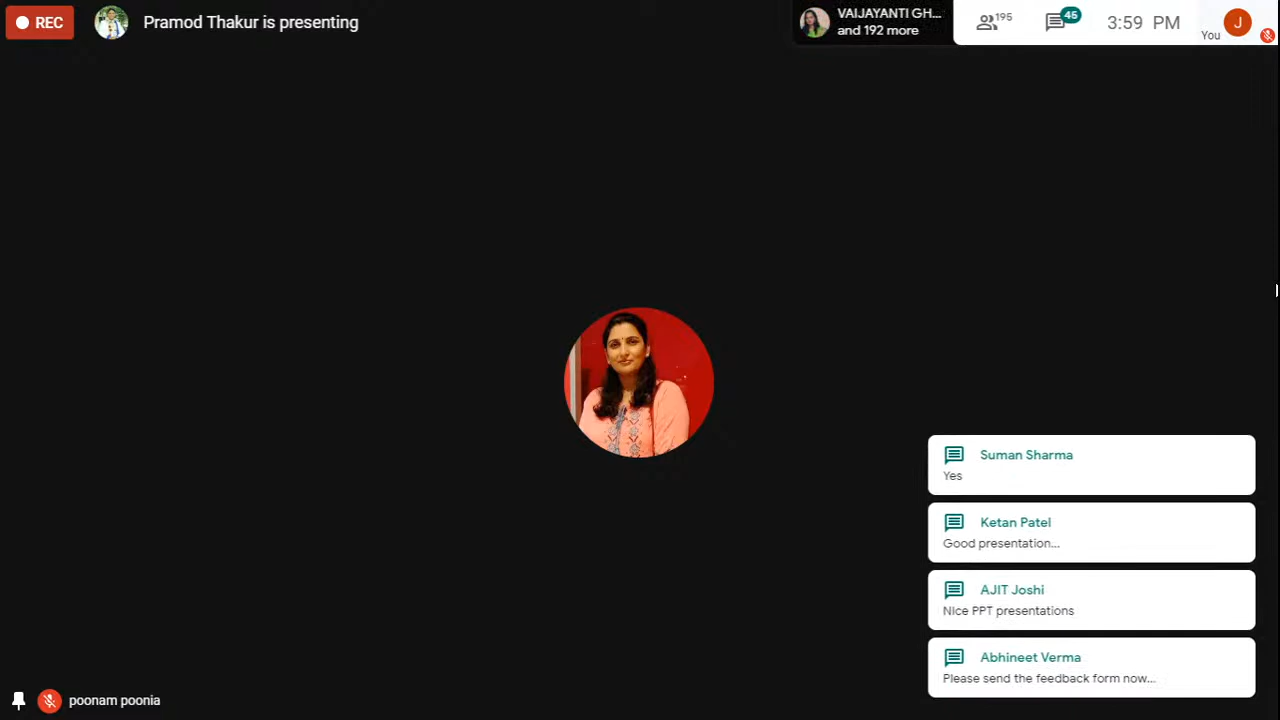 REC
Pramod Thakur is presenting
VAIJAYANTI GH...
and 192 more
195
46
3:59 PM
You
J
Suman Sharma
Yes
Ketan Patel
Good presentation...
AJIT Joshi
NIce PPT presentations
Abhineet Verma
Please send the feedback form now...
poonam poonia